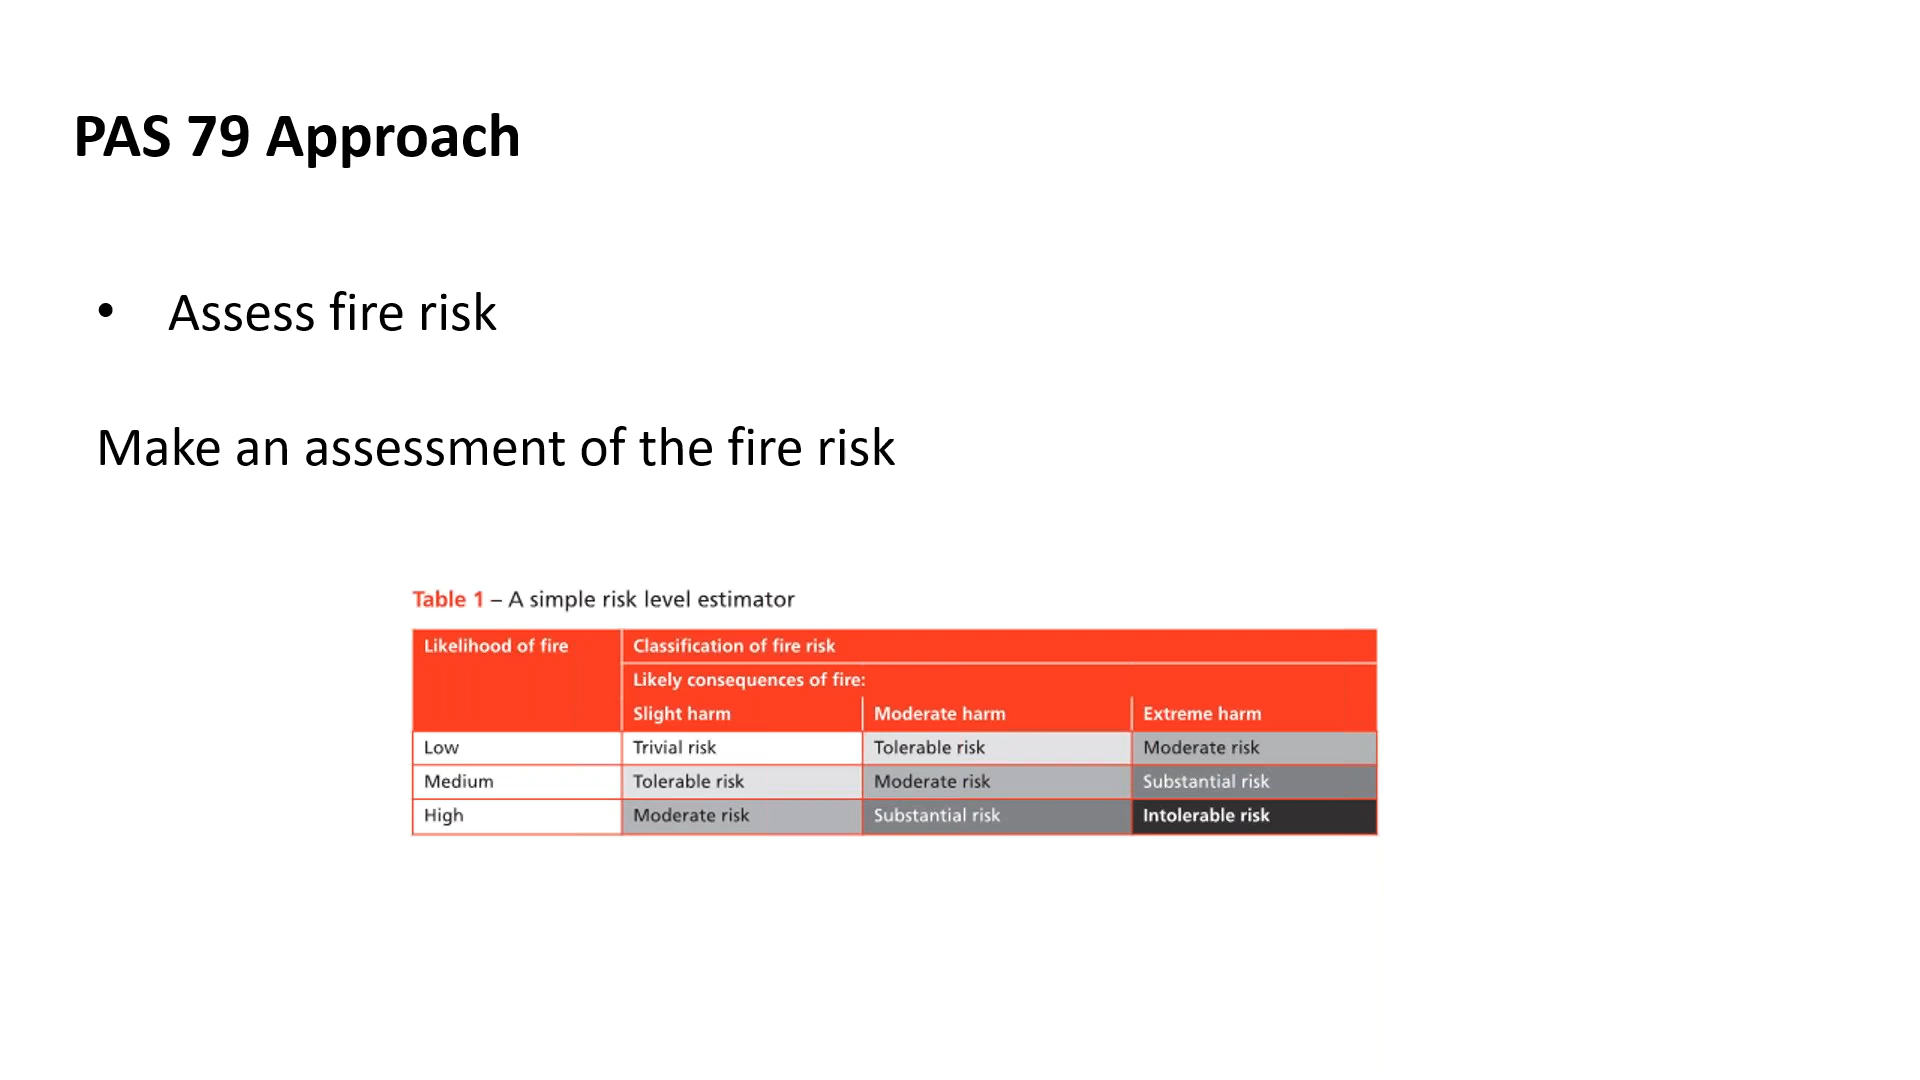 PAS 79 Approach
• Assess fire risk
Make an assessment of the fire risk
Table 1 – A simple risk level estimator
Likelihood of fire Classification of fire risk
Likely consequences of fire:
Slight harm Moderate harm Extreme harm
Low Trivial risk Tolerable risk Moderate risk
Medium Tolerable risk Moderate risk Substantial risk
High Moderate risk Substantial risk Intolerable risk